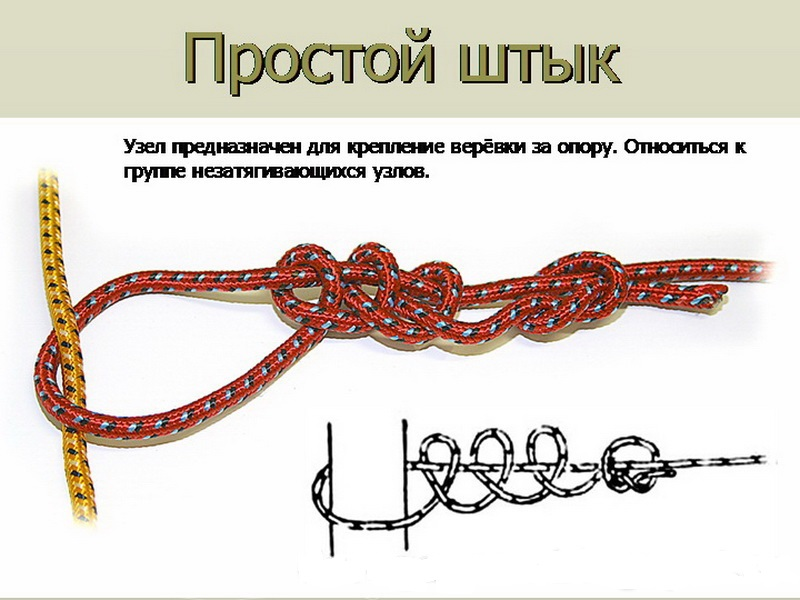 Простой штык
Узел предназначен для крепление верёвки за опору. Относиться к
группе незатягивающихся узлов.